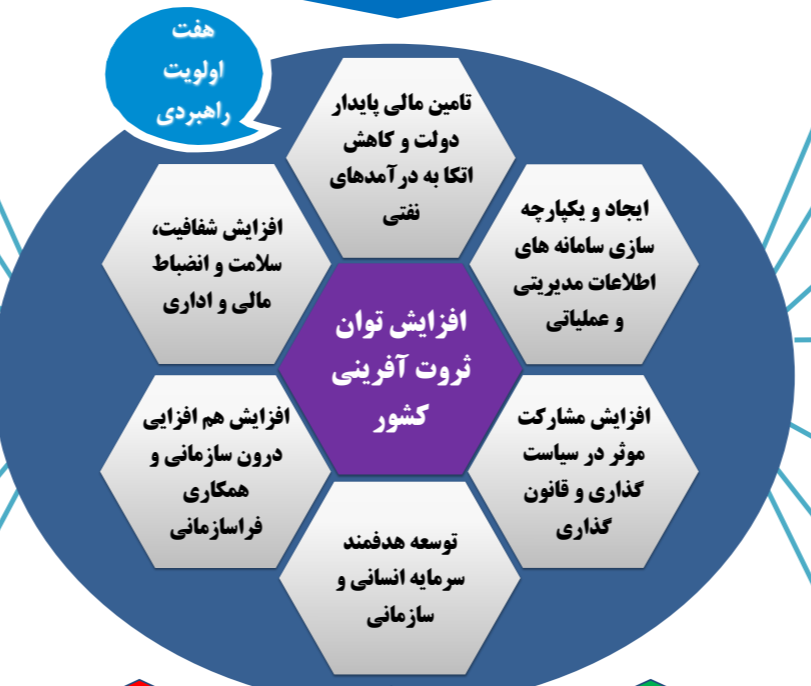 هفت
اولویت
راهبردی
تامین مالی پایدار
دولت و کاهش
اتکا به درآمدهای
نفتی
ایجاد و یکپارچه
سازی سامانه های
اطلاعات مدیریتی
و عملیاتی
افزایش شفافیت،
سلامت و انضباط
مالی و اداری
افزایش توان
ثروت آفرینی
کشور
افزایش مشارکت
موثر در سیاست
گذاری و قانون
گذاری
افزایش هم افزایی
درون سازمانی و
همکاری
فراسازمانی
توسعه هدفمند
سرمایه انسانی و
سازمانی